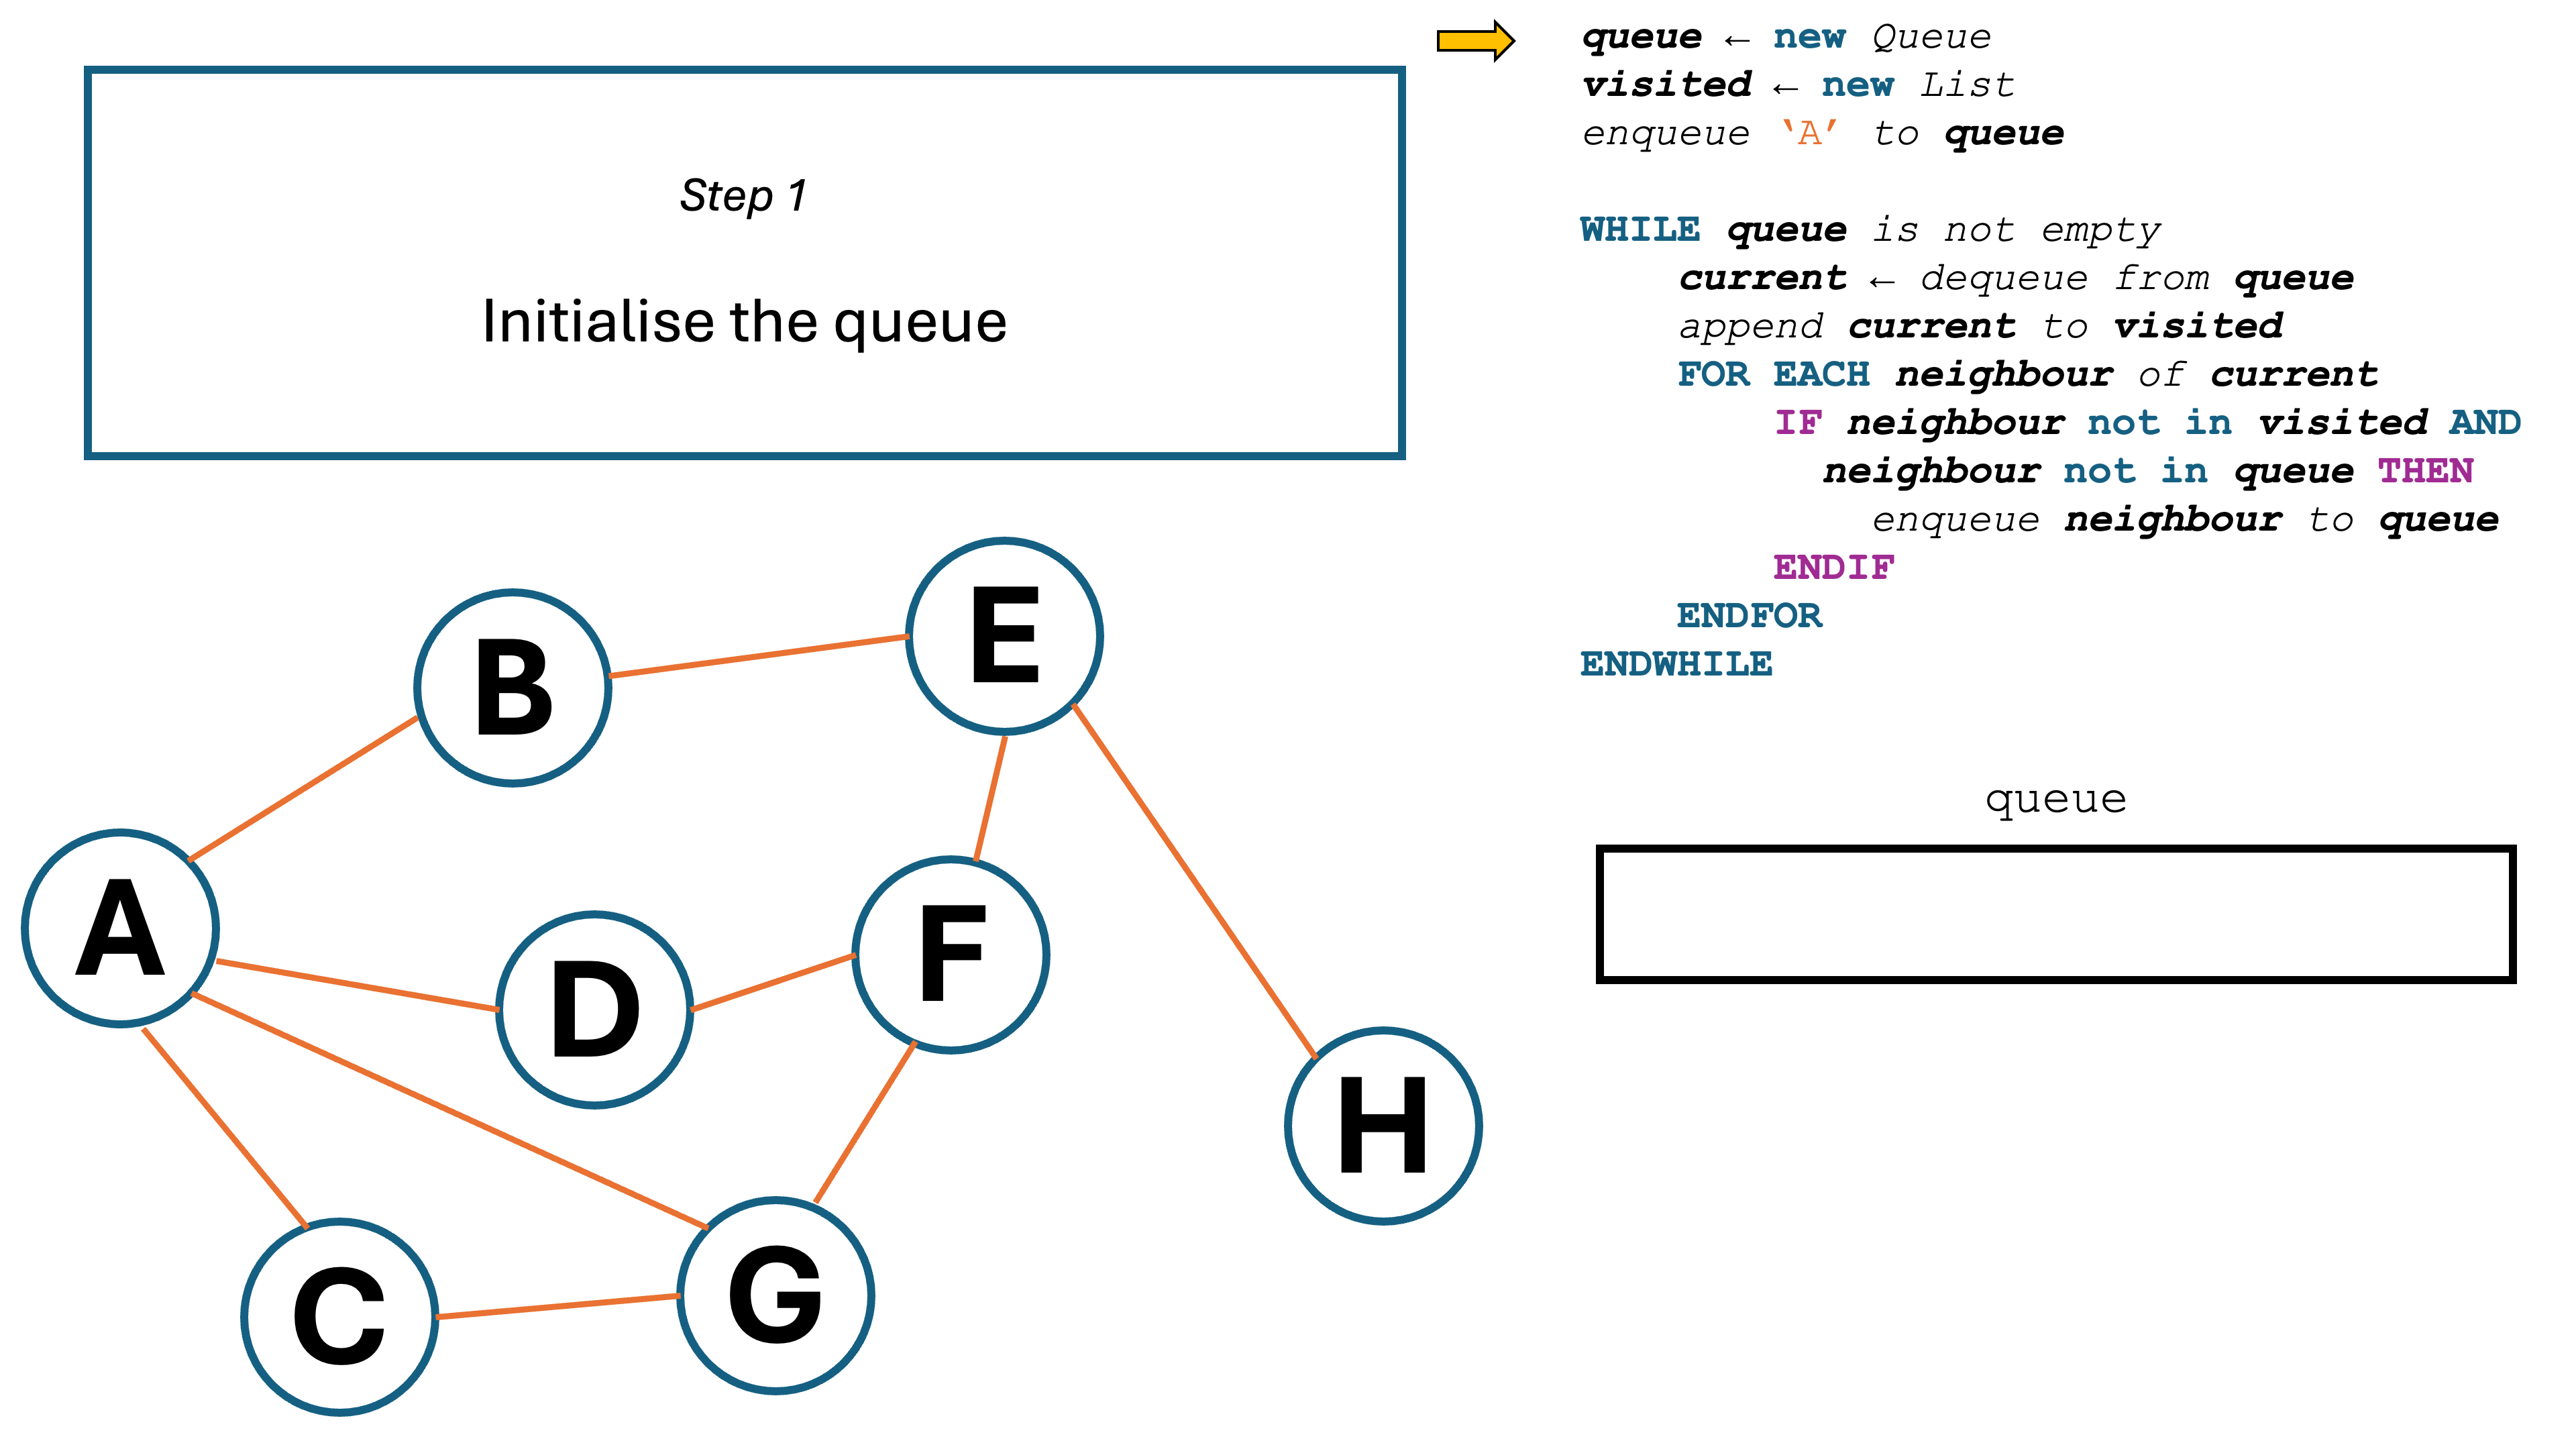 Step 1
Initialise the queue
queue ← new Queue
visited ← new List
enqueue ‘A’ to queue
WHILE queue is not empty
current ← dequeue from queue
append current to visited
FOR EACH neighbour of current
IF neighbour not in visited AND
neighbour not in queue THEN
enqueue neighbour to queue
ENDIF
ENDFOR
ENDWHILE
queue
E
B
A
F
D
H
G
C